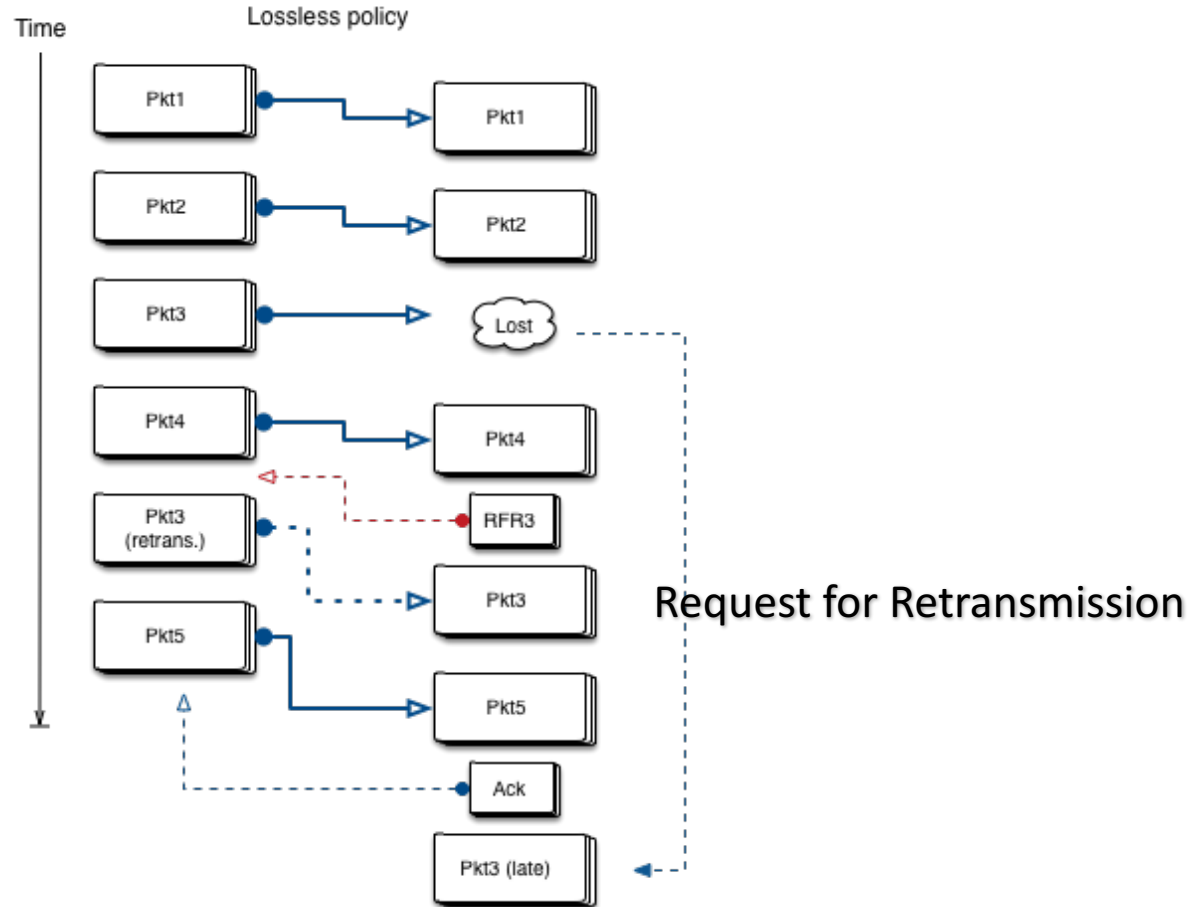 Lossless policy
Time
Pkt1
Pkt1
Pkt2
Pkt2
Pkt3
Lost
Pkt4
Pkt4
RFR3
Pkt3
(retrans.)
Pkt3
Request for Retransmission
Pkt5
Pkt5
Ack
Pkt3 (late)